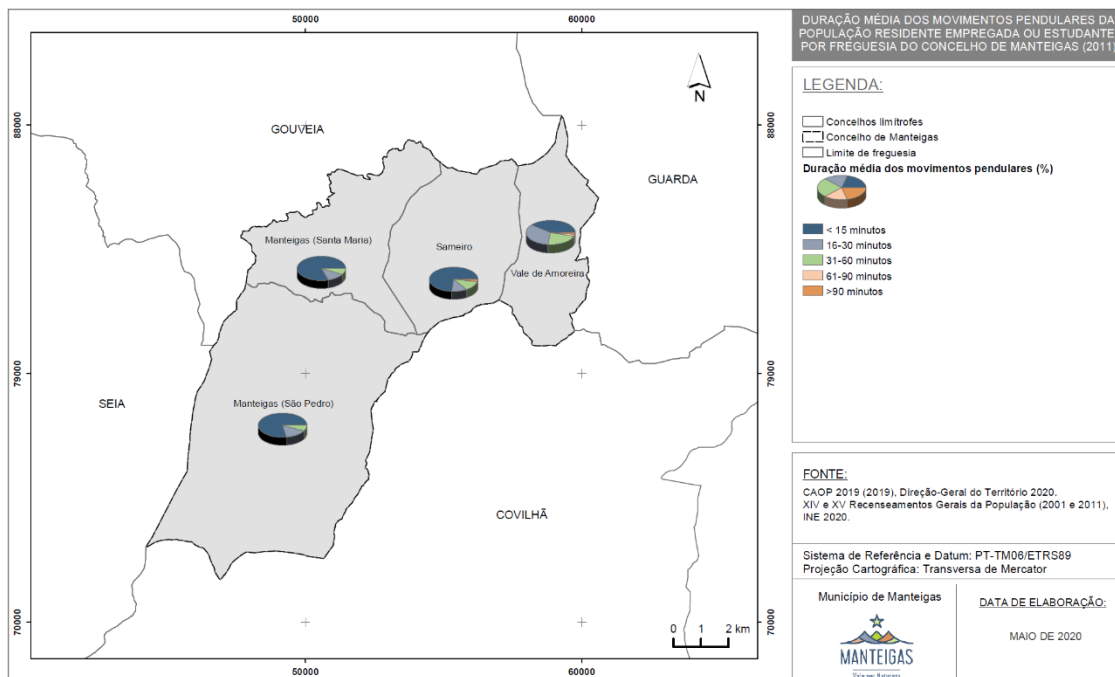 50000
60000
88000
88000
79000
79000
70000
70000
50000
60000
N
GOUVEIA
GUARDA
Manteigas (Santa Maria)
Sameiro
Vale de Amoreira
SEIA
Manteigas (São Pedro)
COVILHÃ
0 1 2 km
DURAÇÃO MÉDIA DOS MOVIMENTOS PENDULARES DA
POPULAÇÃO RESIDENTE EMPREGADA OU ESTUDANTE,
POR FREGUESIA DO CONCELHO DE MANTEIGAS (2011)
LEGENDA:
Concelhos limítrofes
Concelho de Manteigas
Limite de freguesia
Duração média dos movimentos pendulares (%)
< 15 minutos
16-30 minutos
31-60 minutos
61-90 minutos
>90 minutos
FONTE:
CAOP 2019 (2019), Direção-Geral do Território 2020.
XIV e XV Recenseamentos Gerais da População (2001 e 2011),
INE 2020.
Sistema de Referência e Datum: PT-TM06/ETRS89
Projeção Cartográfica: Transversa de Mercator
Município de Manteigas
MANTEIGAS
DATA DE ELABORAÇÃO:
MAIO DE 2020